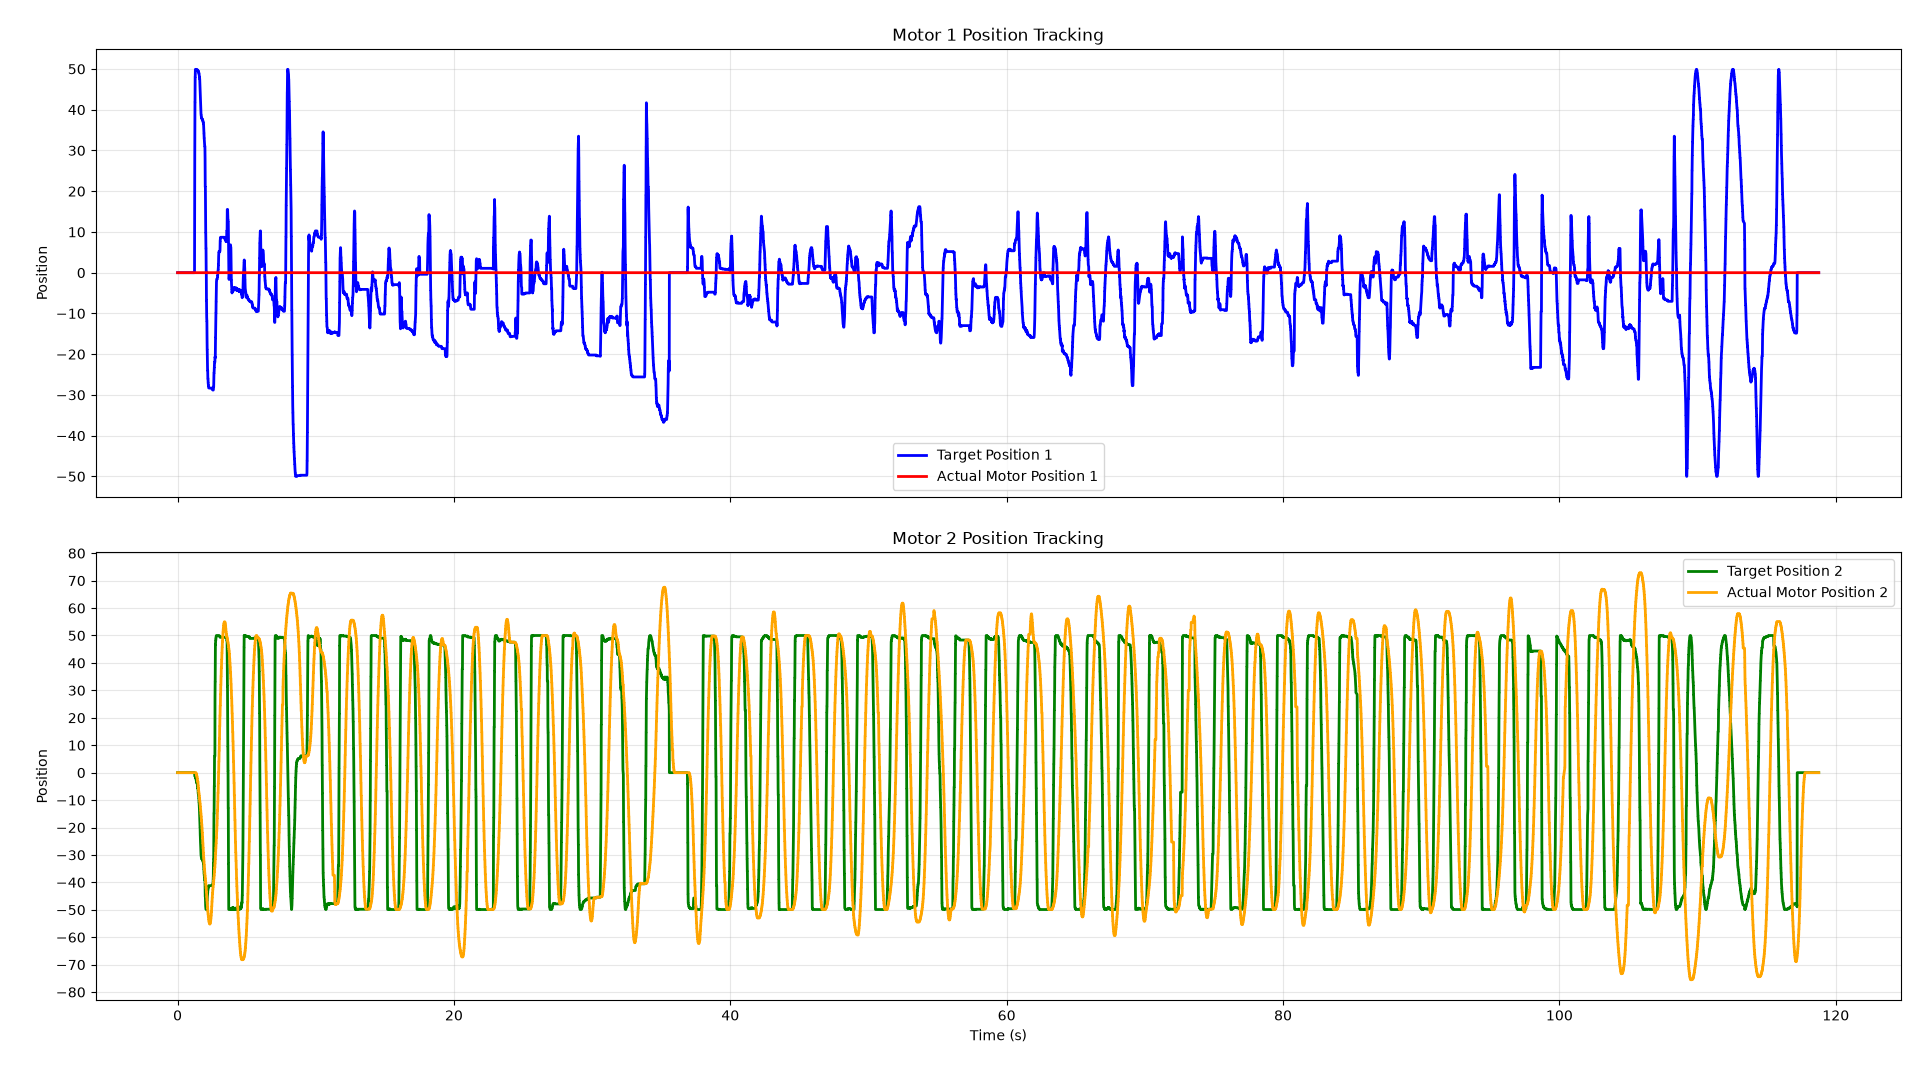 Motor 1 Position Tracking
50
40
30
20
10
0
−10
−20
−30
−40
−50
Position
Target Position 1
Actual Motor Position 1
Motor 2 Position Tracking
80
70
60
50
40
30
20
10
0
−10
−20
−30
−40
−50
−60
−70
−80
Position
Target Position 2
Actual Motor Position 2
0 20 40 60 80 100 120
Time (s)